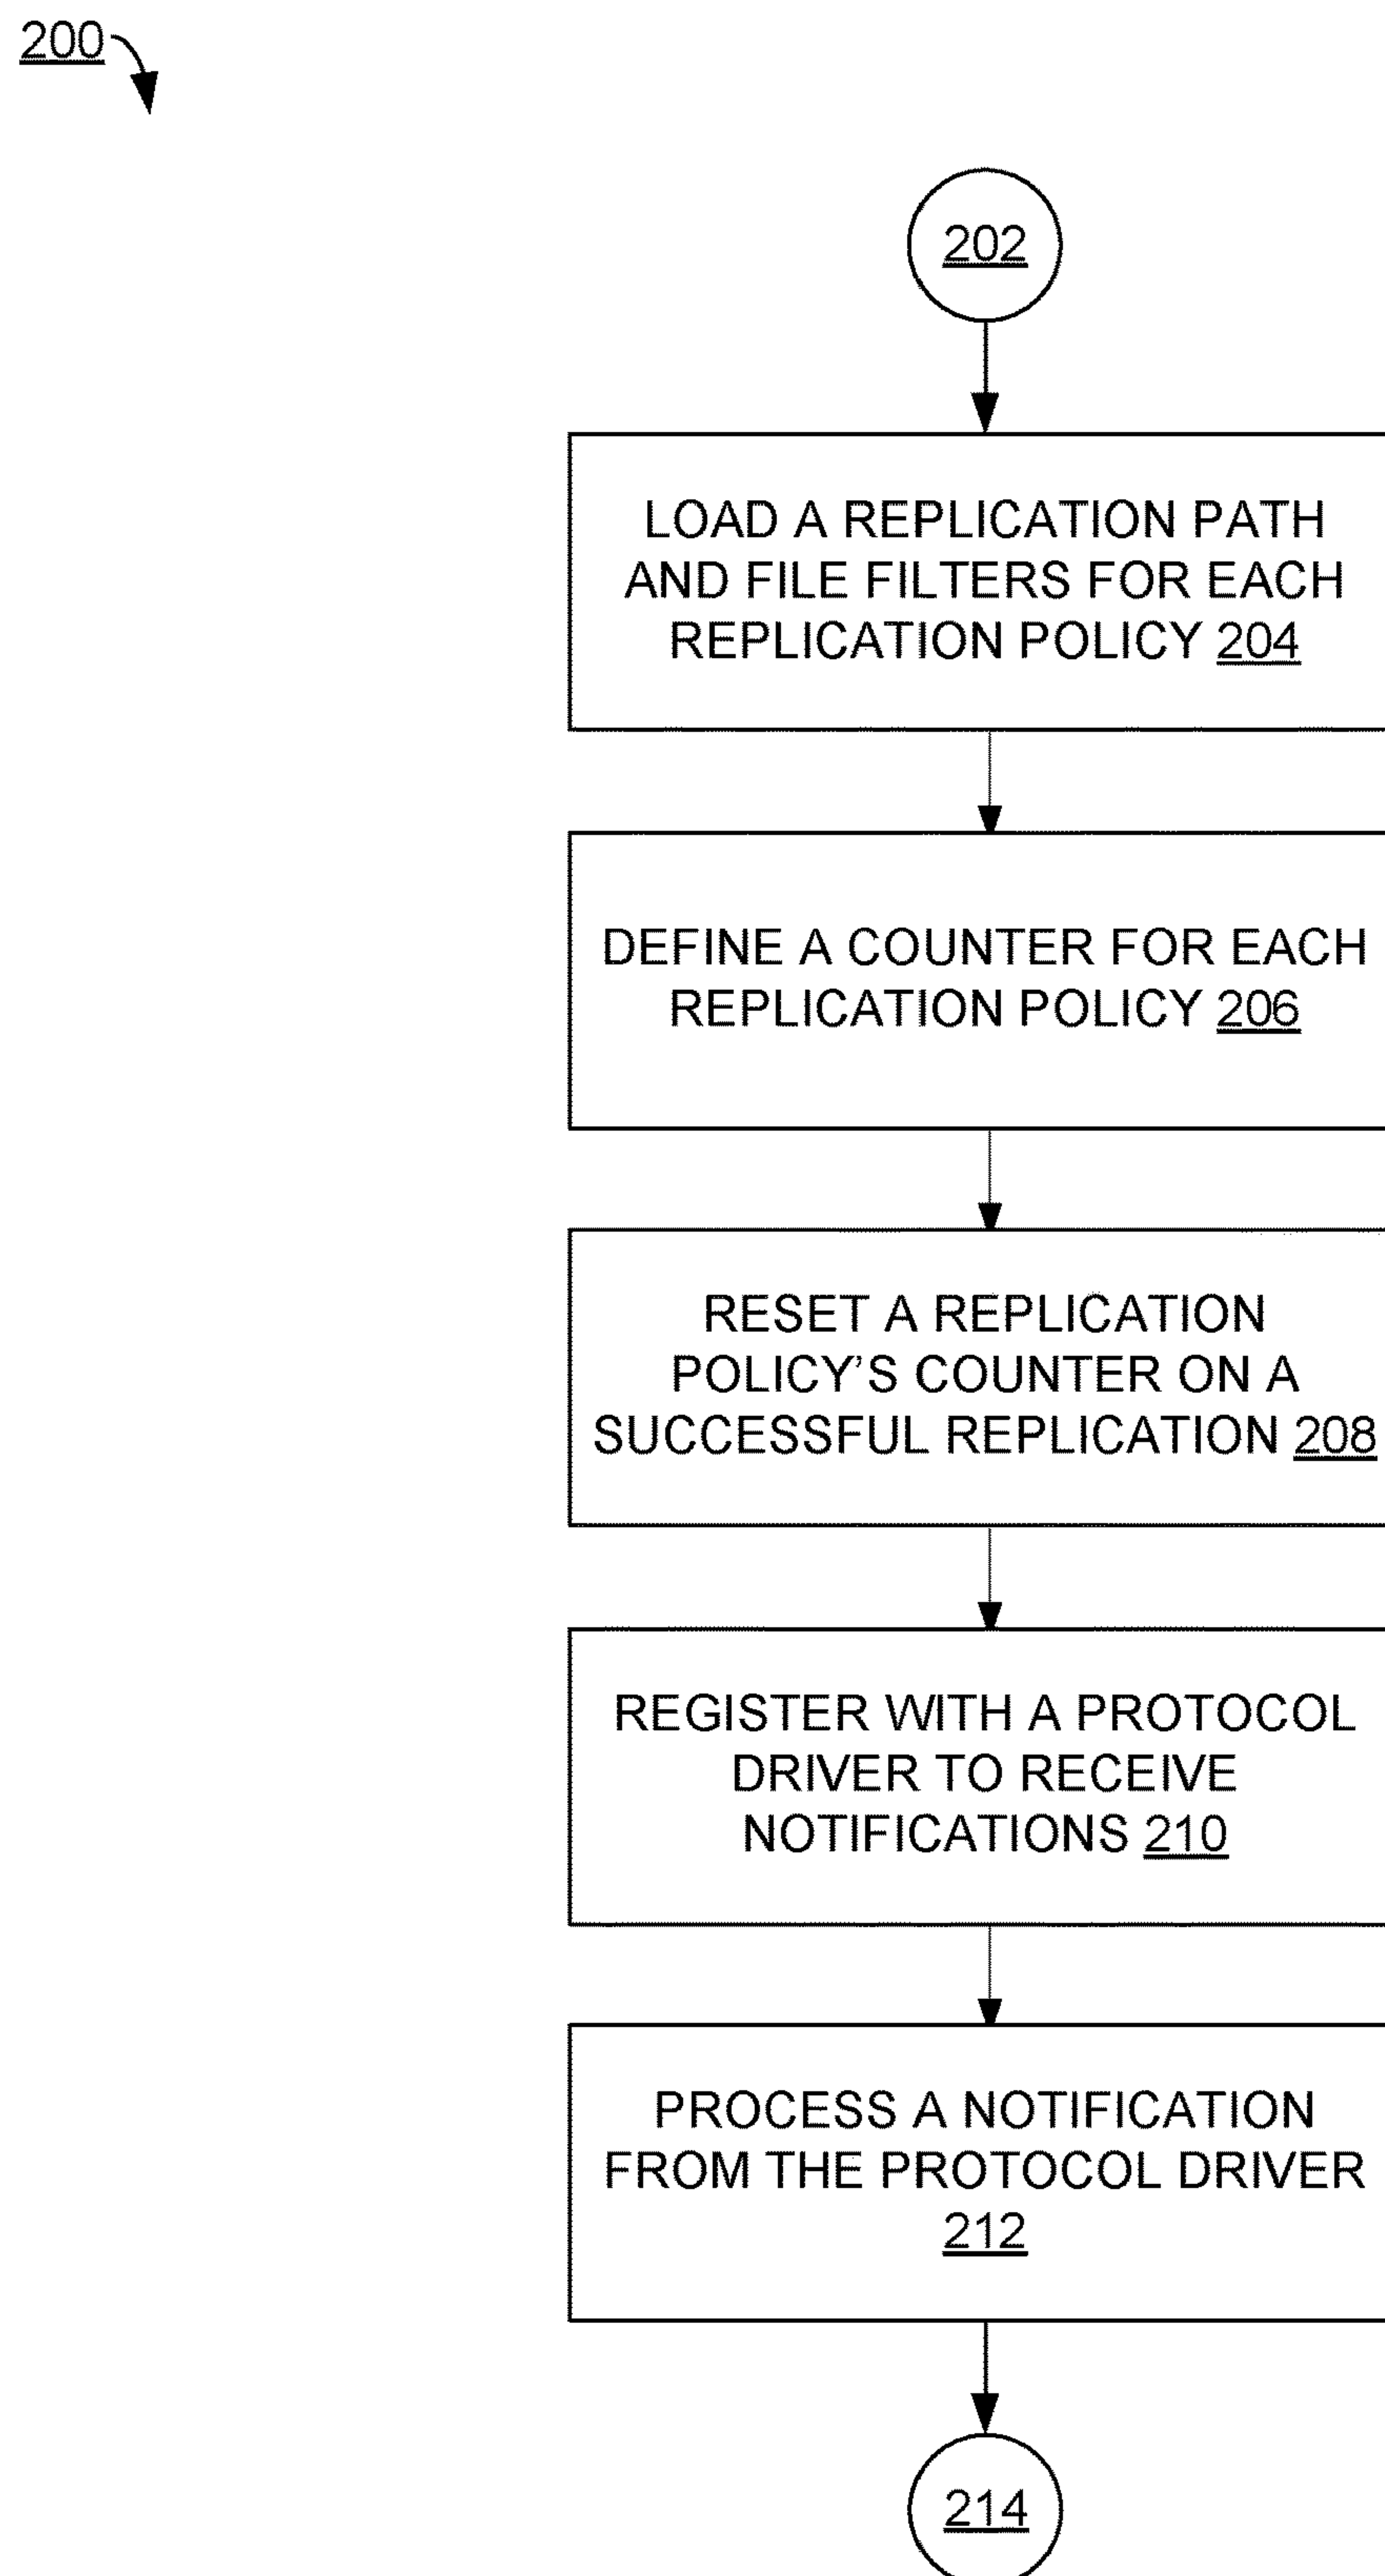 200
202
LOAD A REPLICATION PATH
AND FILE FILTERS FOR EACH
REPLICATION POLICY 204
DEFINE A COUNTER FOR EACH
REPLICATION POLICY 206
RESET A REPLICATION
POLICY’S COUNTER ON A
SUCCESSFUL REPLICATION 208
REGISTER WITH A PROTOCOL
DRIVER TO RECEIVE
NOTIFICATIONS 210
PROCESS A NOTIFICATION
FROM THE PROTOCOL DRIVER
212
214